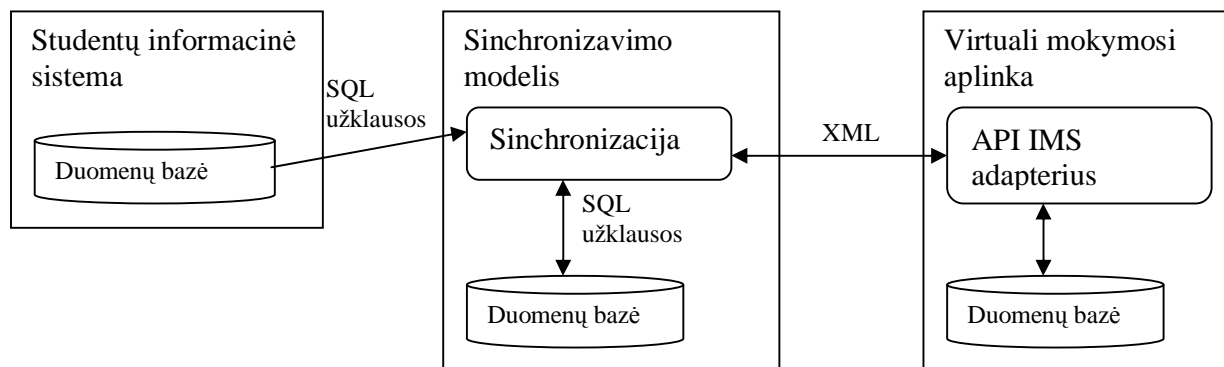 Studentų informacinė
sistema
SQL
užklausos
Duomenų bazė
Sinchronizavimo
modelis
Sinchronizacija
SQL
užklausos
Duomenų bazė
XML
Virtuali mokymosi
aplinka
API IMS
adapterius
Duomenų bazė